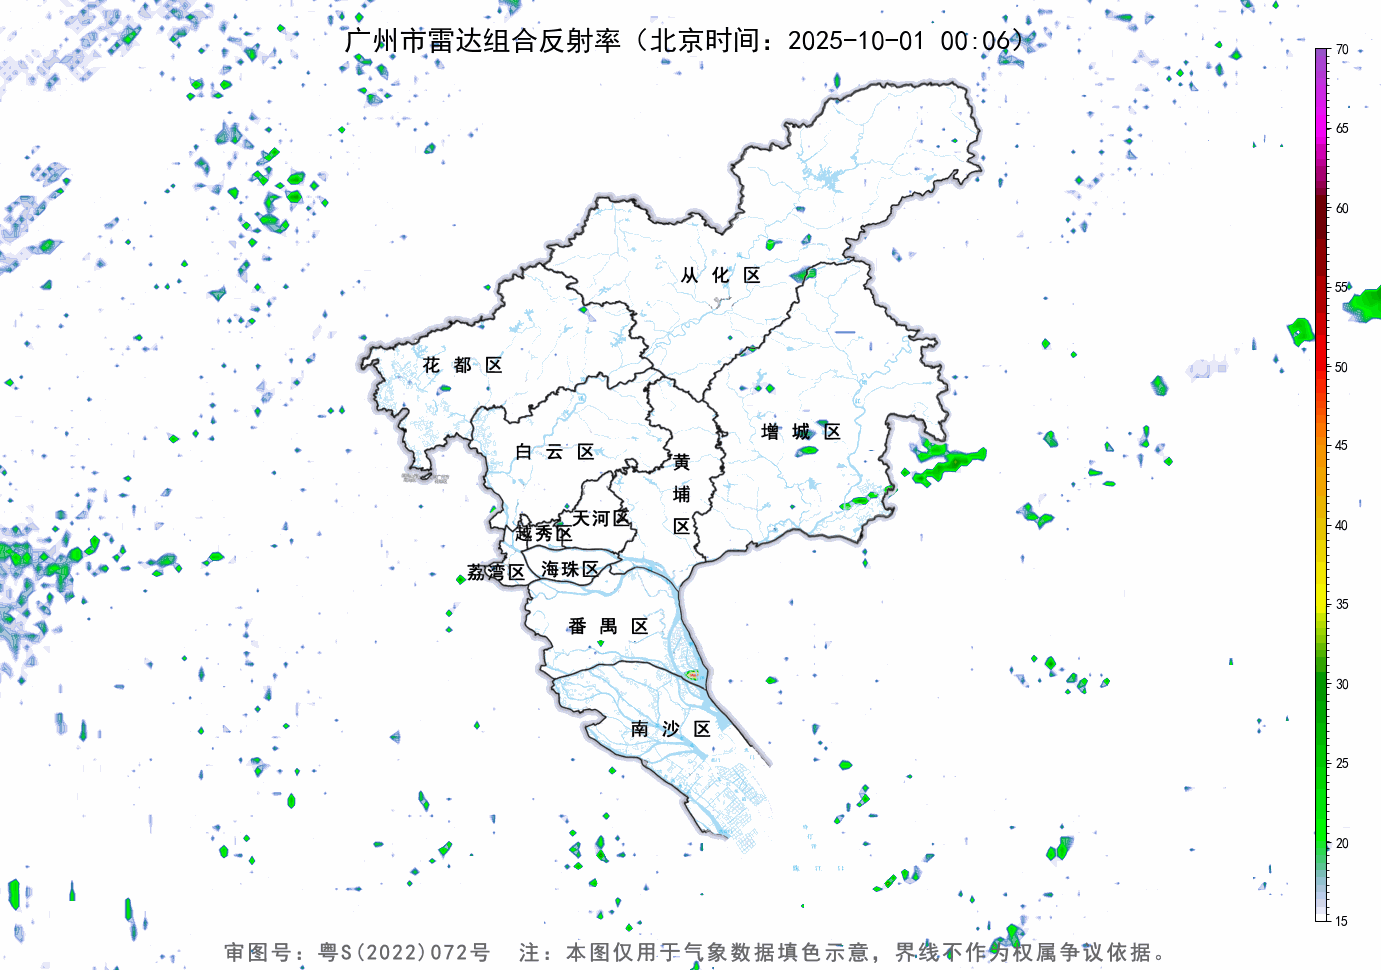 广州市雷达组合反射率（北京时间：2025-10-01 00:06）
70
65
60
55
50
45
40
35
30
25
20
15
从化区
花都区
增城区
白云区
黄埔区
天河区
越秀区
荔湾区
海珠区
番禺区
南沙区
审图号：粤S(2022)072号 注：本图仅用于气象数据填色示意，界线不作为权属争议依据。